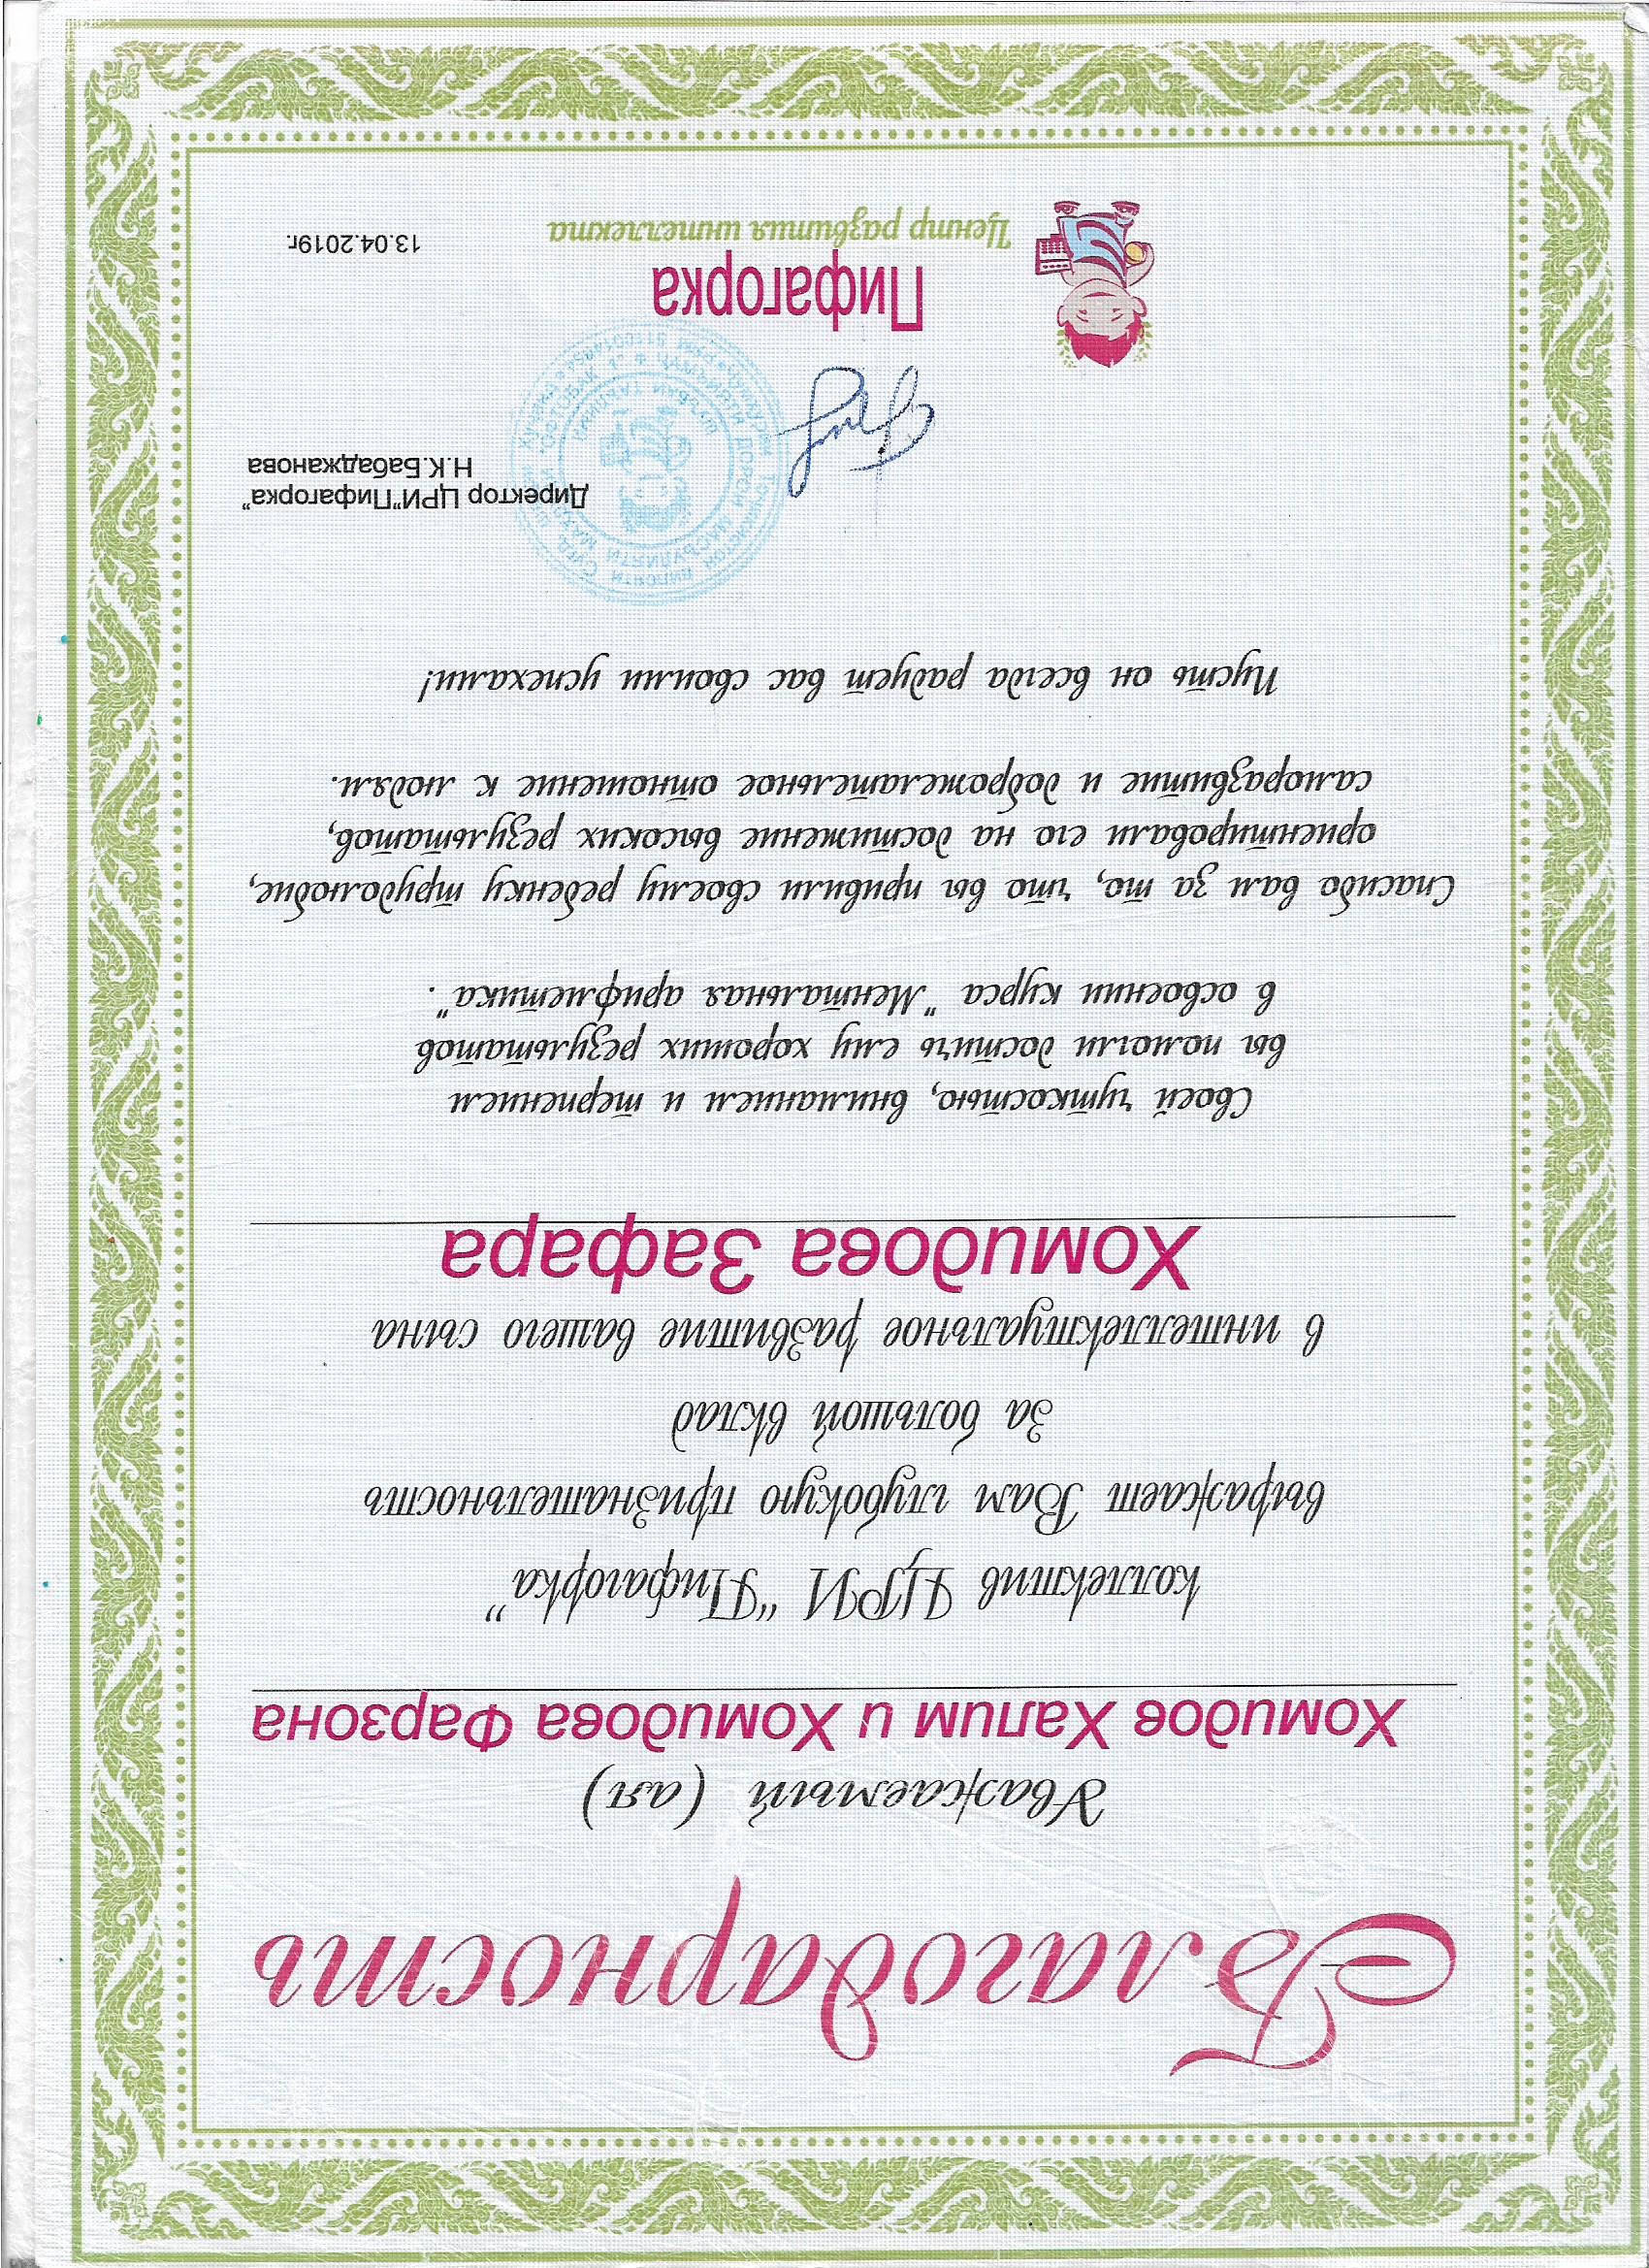 Благодарность
Уважаемый (ая)
Хомидов Халим и Хомидова Фарзона
коллектив ЦРИ “Пифагорка”
выражает Вам глубокую признательность
за большой вклад
в интеллектуальное развитие вашего сына
Хомидова Зафара
Своей чуткостью, вниманием и терпением
вы помогли достичь ему хороших результатов
в освоении курса "Ментальная арифметика".
Спасибо вам за то, что вы привили своему ребенку трудолюбие,
ориентировали его на достижение высоких результатов,
саморазвитие и доброжелательное отношение к людям.
Пусть он всегда радует вас своими успехами!
Директор ЦРИ”Пифагорка”
Н.К.Бабаджанова
Пифагорка
Центр развития интеллекта
13.04.2019г.